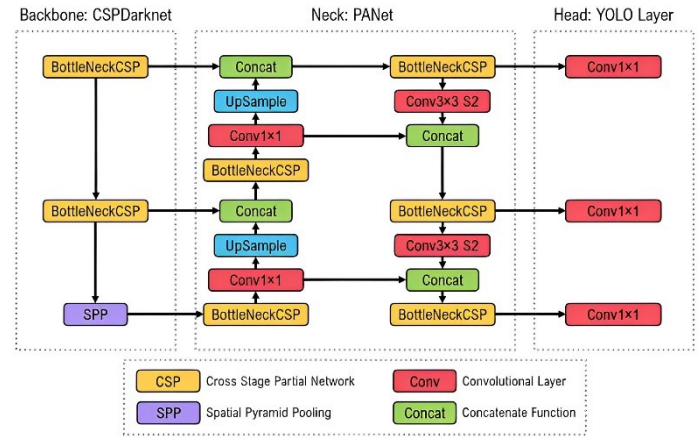 Backbone: CSPDarknet Neck: PANet Head: YOLO Layer
BottleNeckCSP Concat BottleNeckCSP Conv1×1
UpSample Conv3×3 S2
Conv1×1 Concat
BottleNeckCSP
BottleNeckCSP Concat BottleNeckCSP Conv1×1
UpSample Conv3×3 S2
Conv1×1 Concat
SPP BottleNeckCSP BottleNeckCSP Conv1×1
CSP Cross Stage Partial Network Conv Convolutional Layer
SPP Spatial Pyramid Pooling Concat Concatenate Function